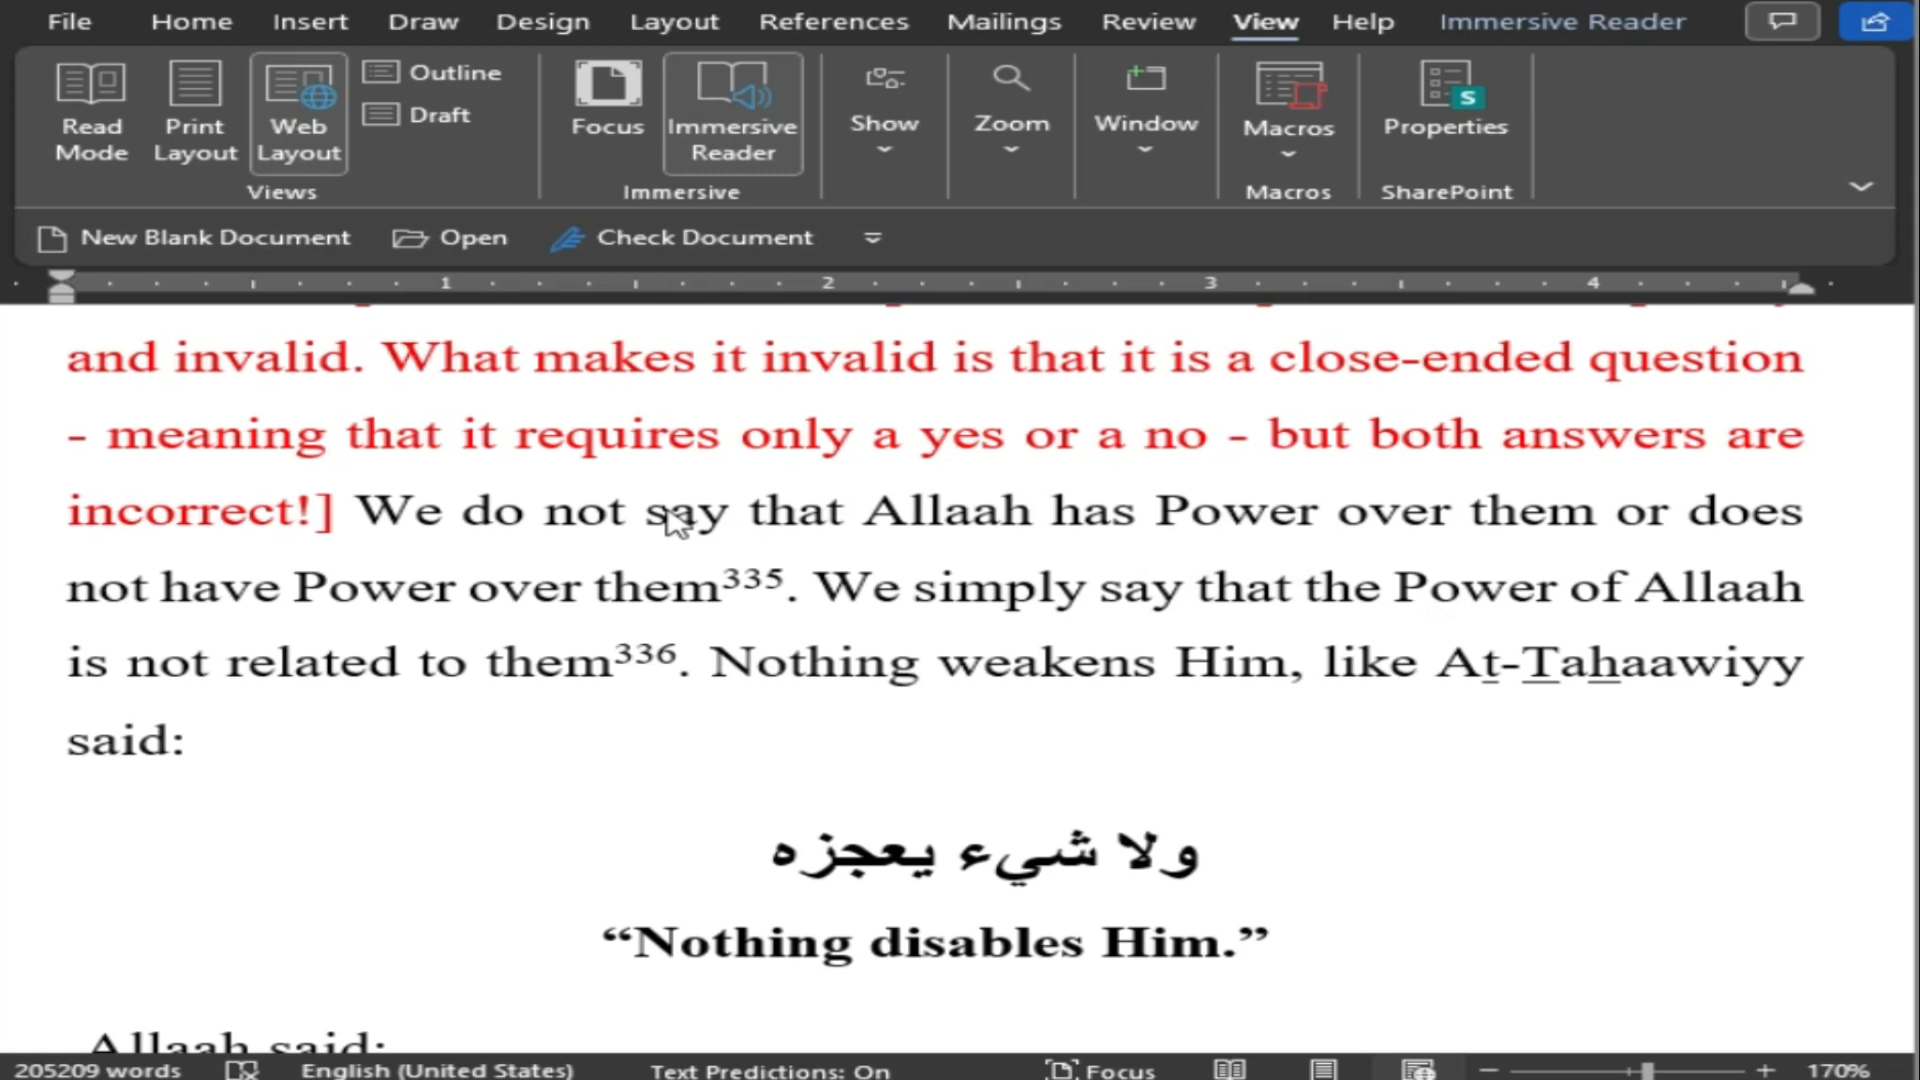 File Home Insert Draw Design Layout References Mailings Review View Help Immersive Reader
Read Mode
Print Layout
Web Layout
Outline
Draft
Views
Focus
Immersive Reader
Immersive
Show
Zoom
Window
Macros
Macros
Properties
SharePoint
New Blank Document Open Check Document
1 2 3 4
and invalid. What makes it invalid is that it is a close-ended question
- meaning that it requires only a yes or a no - but both answers are
incorrect!] We do not say that Allaah has Power over them or does
not have Power over them335. We simply say that the Power of Allaah
is not related to them336. Nothing weakens Him, like At-Tahaawiyy
said:
ولا شيء يعجزه
“Nothing disables Him.”
Allaah said:
205209 words English (United States) Text Predictions: On Focus 170%